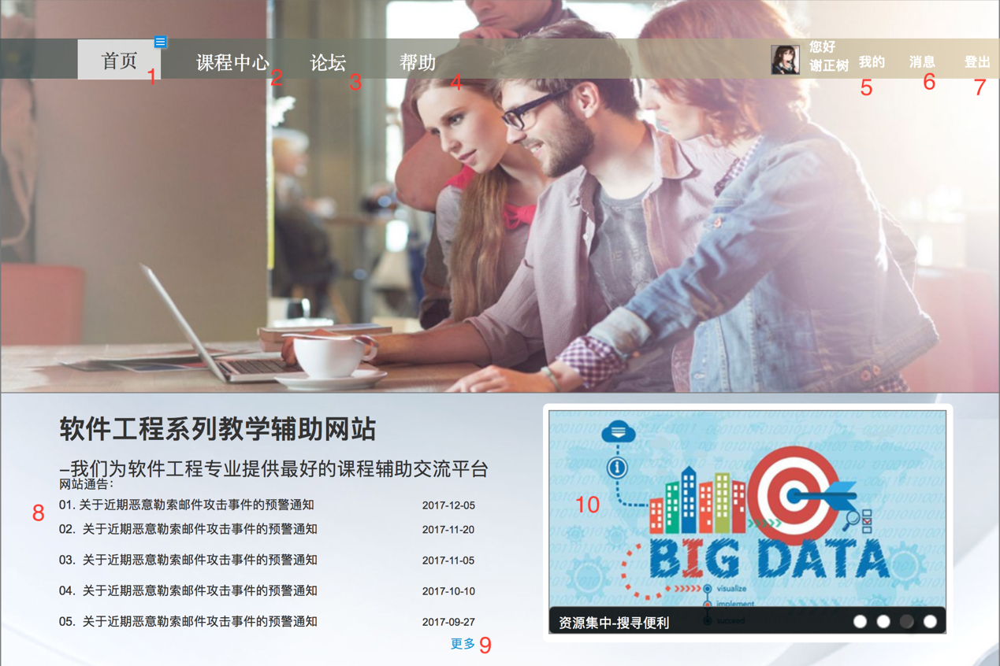 首页
1
课程中心
2
论坛
3
帮助
4
您好
谢正树
我的
5
消息
6
登出
7
软件工程系列教学辅助网站
–我们为软件工程专业提供最好的课程辅助交流平台
网站通告：
8
01. 关于近期恶意勒索邮件攻击事件的预警通知 2017-12-05
02. 关于近期恶意勒索邮件攻击事件的预警通知 2017-11-20
03. 关于近期恶意勒索邮件攻击事件的预警通知 2017-11-05
04. 关于近期恶意勒索邮件攻击事件的预警通知 2017-10-10
05. 关于近期恶意勒索邮件攻击事件的预警通知 2017-09-27
更多
9
10
BIG DATA
visualize
implement
succeed
资源集中-搜寻便利